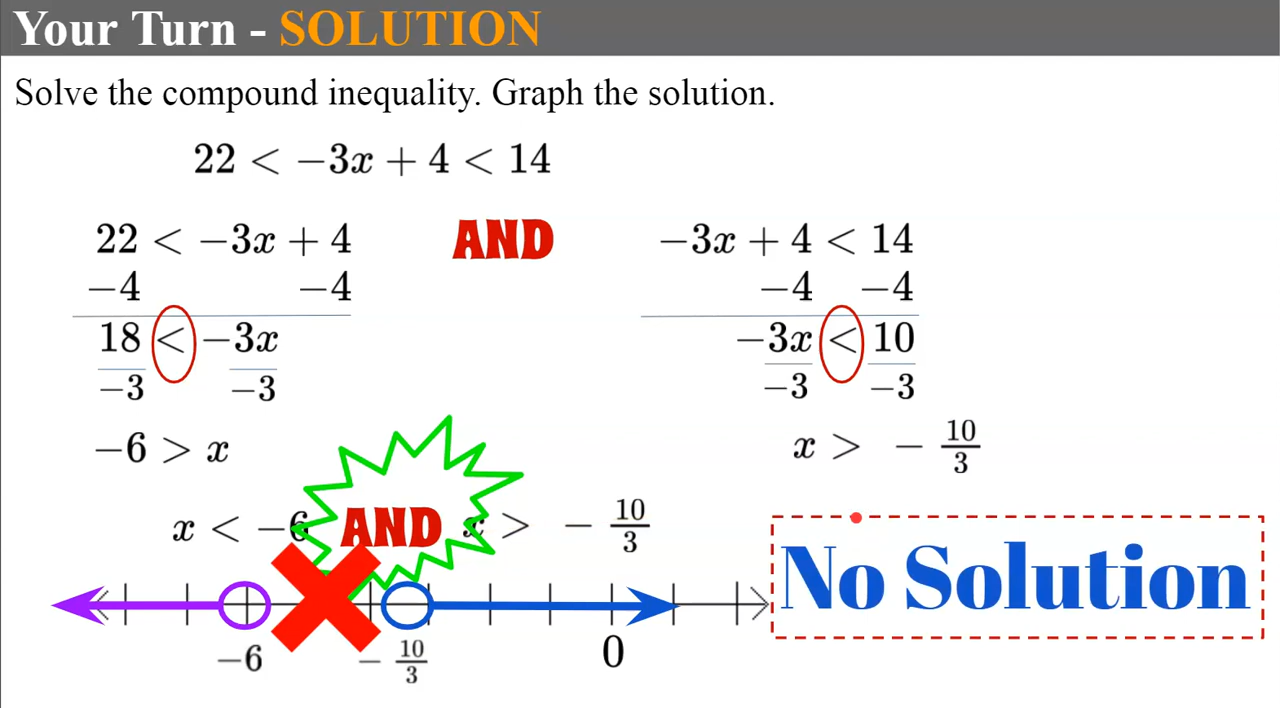 Your Turn - SOLUTION
Solve the compound inequality. Graph the solution.
22 < −3x + 4 < 14
22 < −3x + 4 AND −3x + 4 < 14
−4 −4 −4 −4
18 < −3x −3x < 10
−3 −3 −3 −3
−6 > x x > − 10/3
x < −6 AND x > − 10/3
No Solution
−6 − 10/3 0